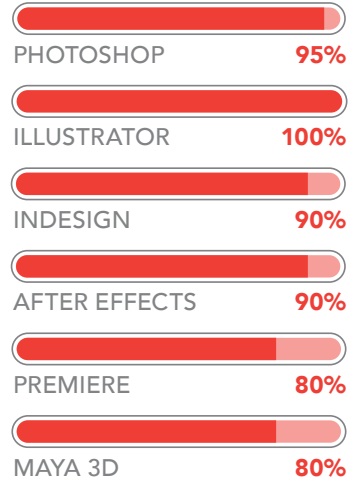 PHOTOSHOP 95%
ILLUSTRATOR 100%
INDESIGN 90%
AFTER EFFECTS 90%
PREMIERE 80%
MAYA 3D 80%